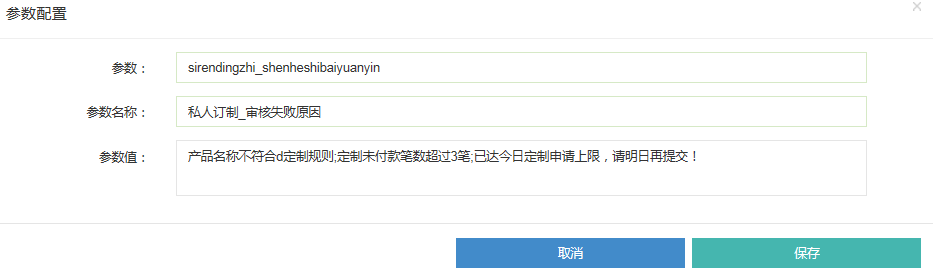 参数配置
×
参数：
sirendingzhi_shenheshibaiyuanyin
参数名称：
私人订制_审核失败原因
参数值：
产品名称不符合d定制规则;定制未付款笔数超过3笔;已达今日定制申请上限，请明日再提交！
取消
保存